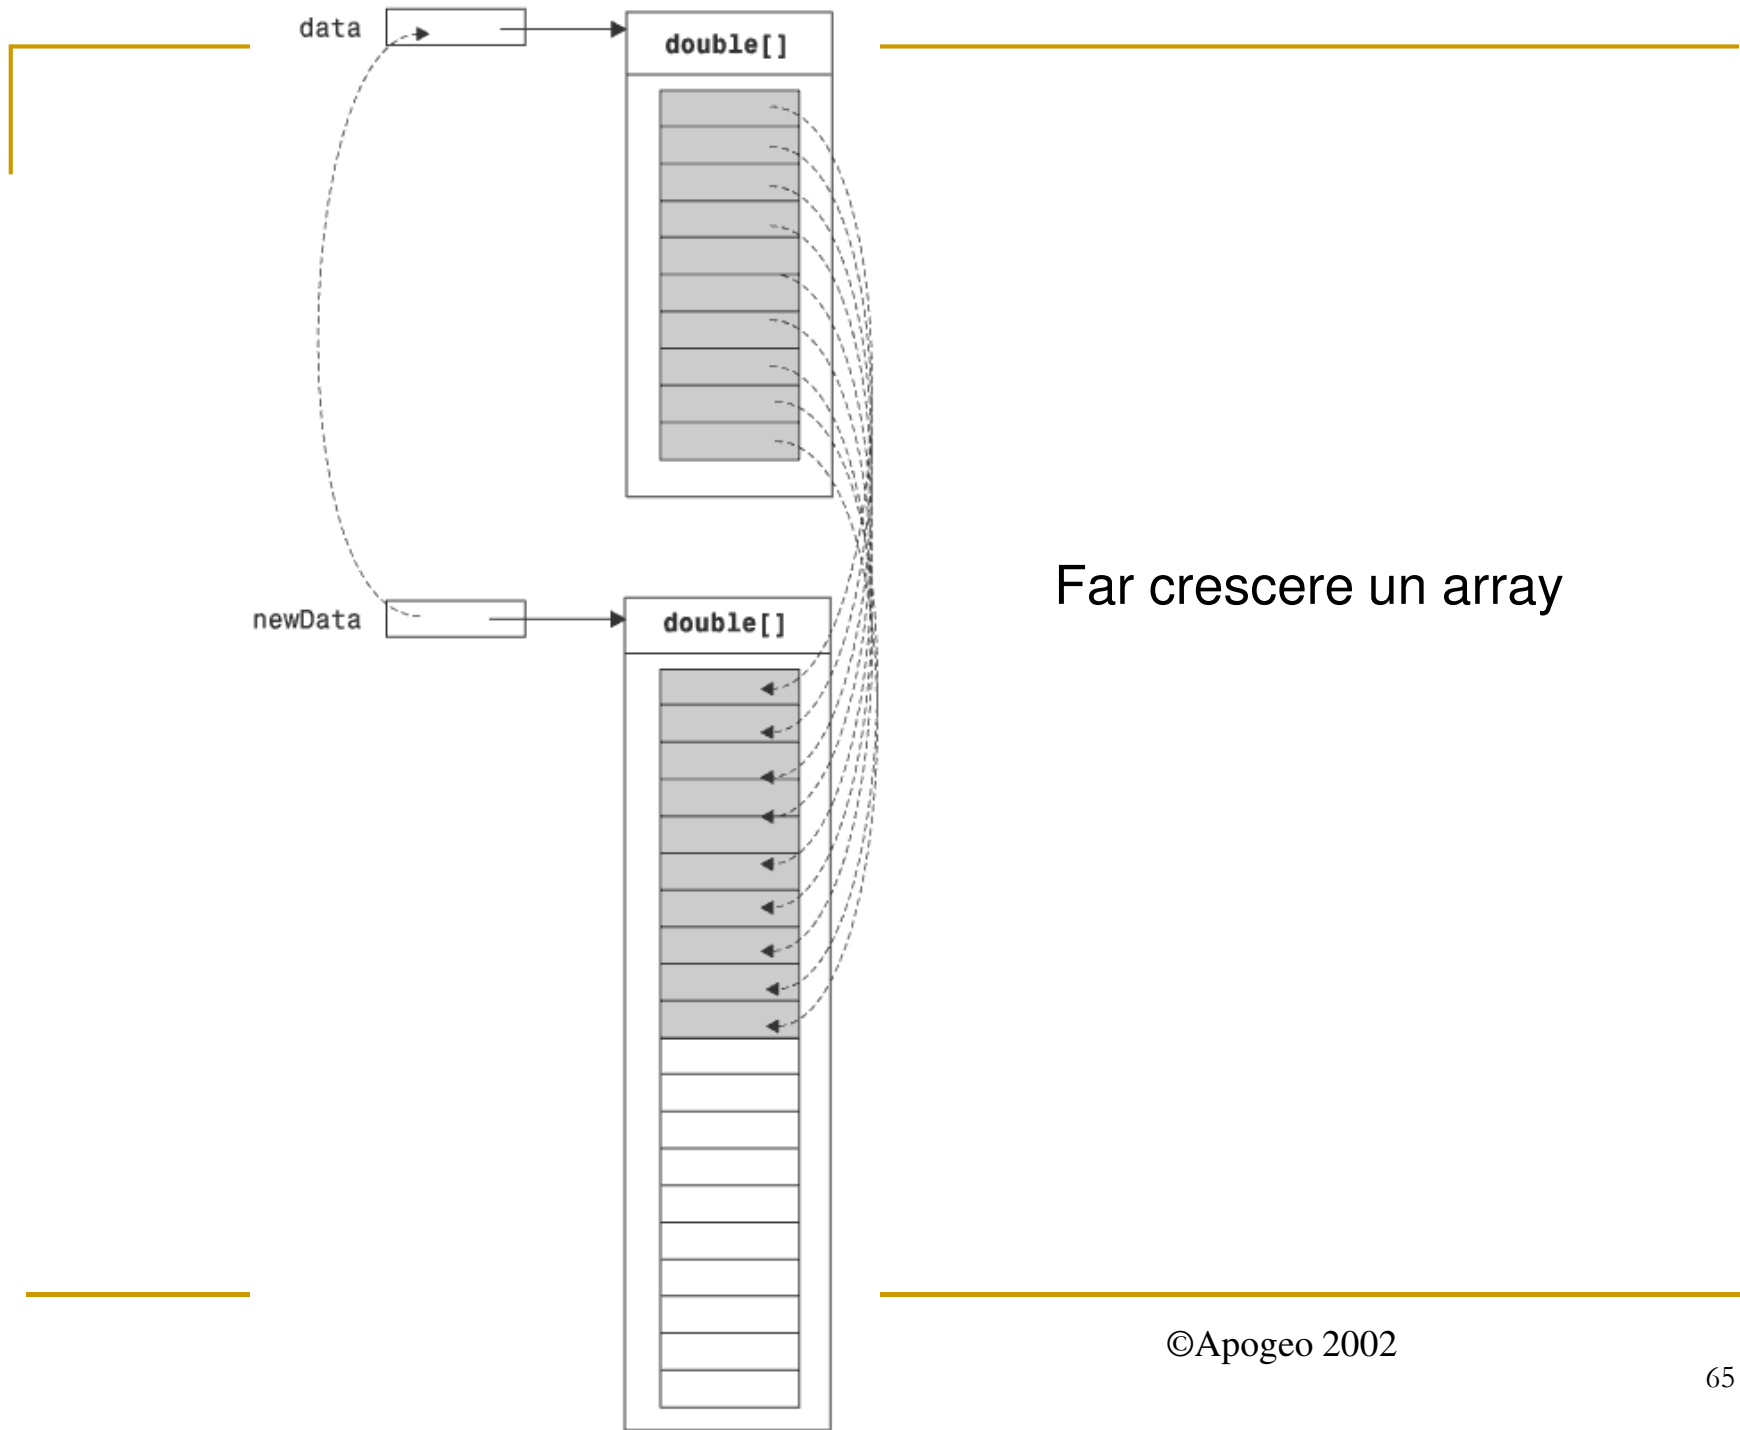 data
double[]
Far crescere un array
newData
double[]
©Apogeo 2002
65